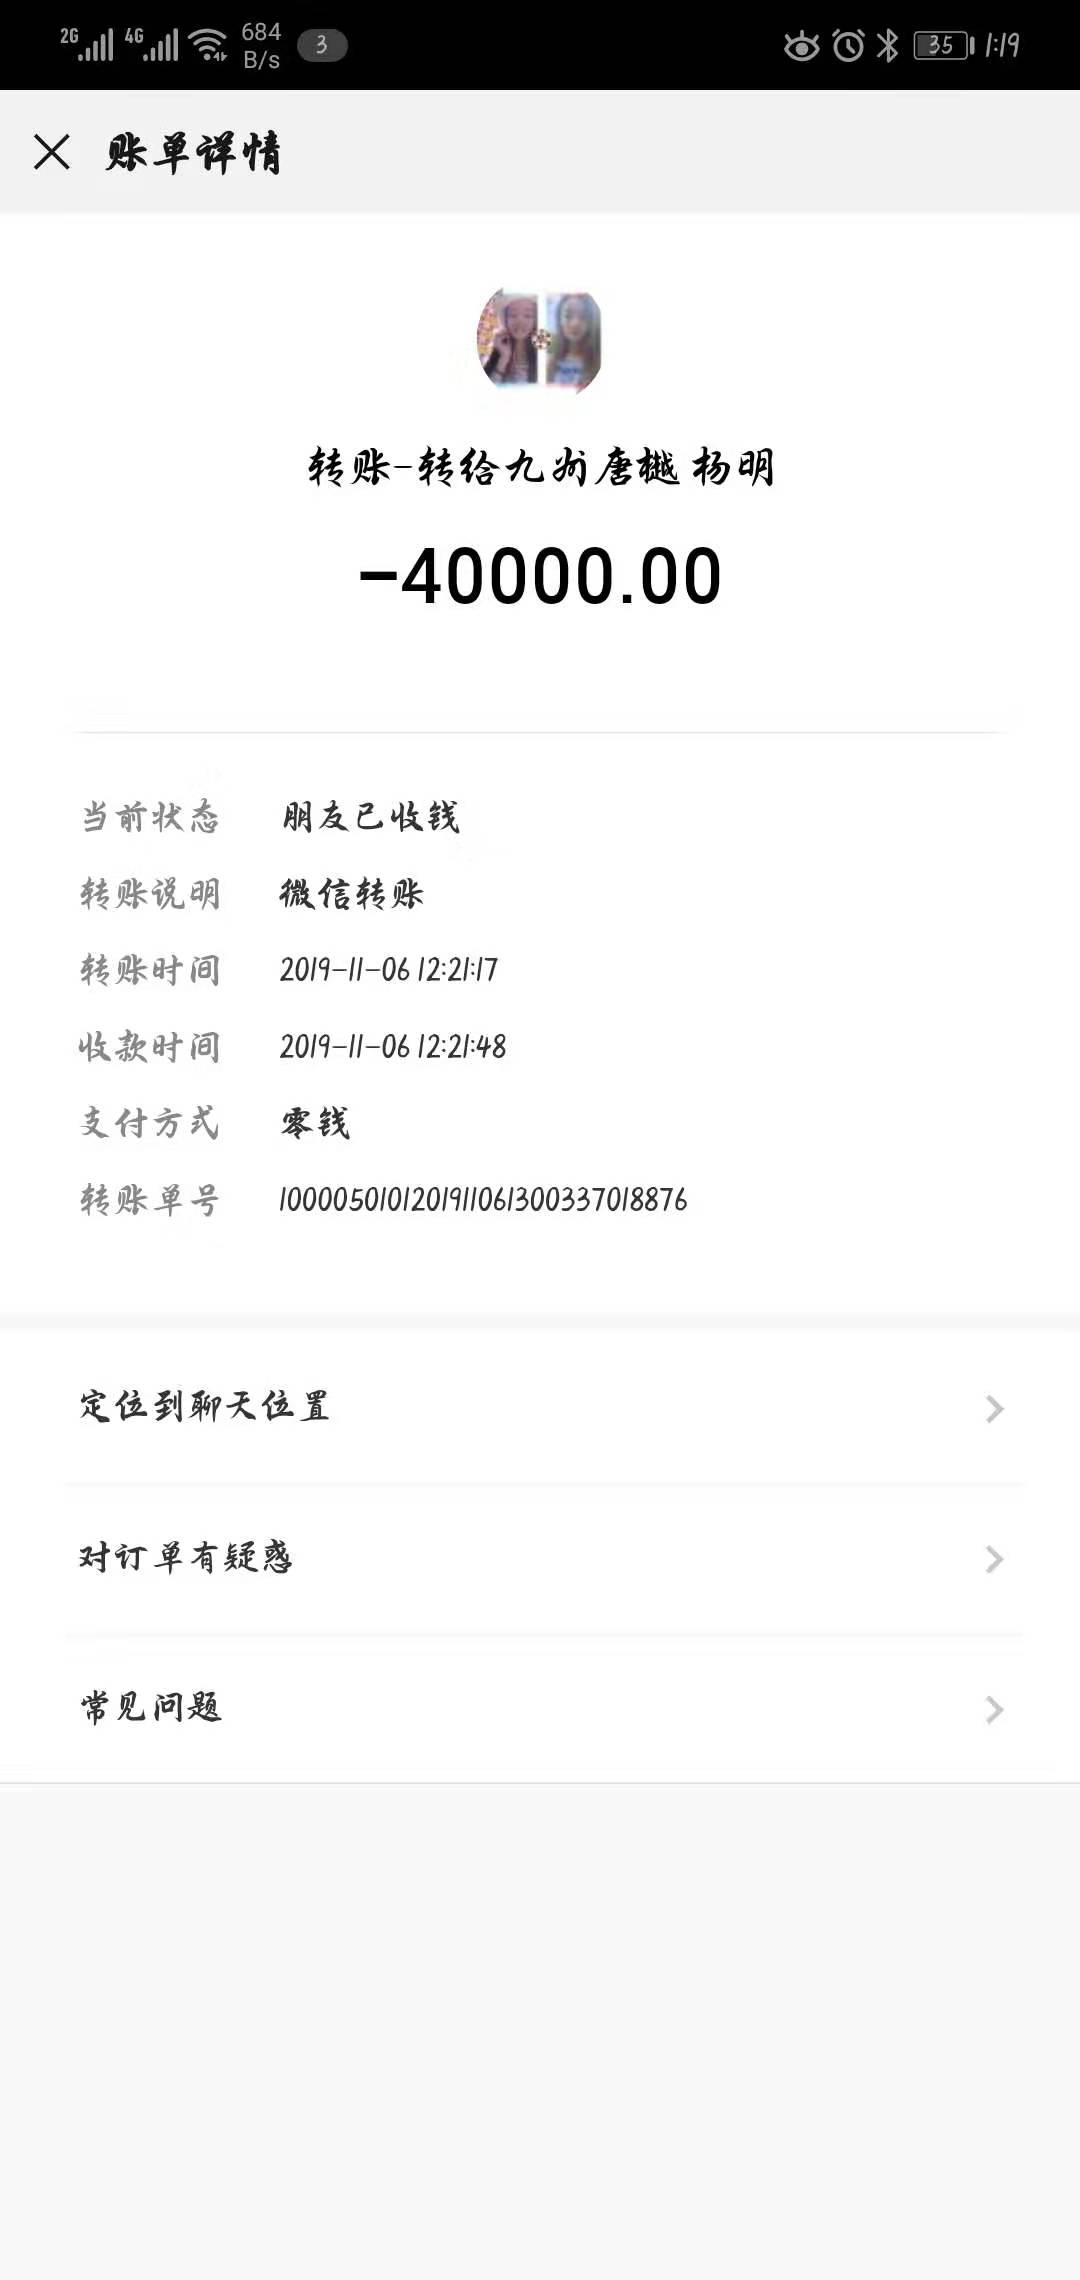 2G 4G 684 B/s 3 35 1:19
账单详情
转账-转给九州唐樾 杨明
-40000.00
当前状态 朋友已收钱
转账说明 微信转账
转账时间 2019-11-06 12:21:17
收款时间 2019-11-06 12:21:48
支付方式 零钱
转账单号 1000050101201911061300337018876
定位到聊天位置
对订单有疑惑
常见问题